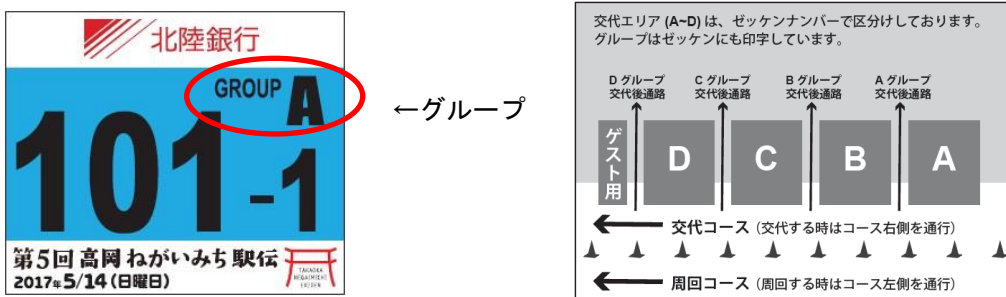 北陸銀行
GROUP A
101-1
第5回 高岡 ねがいみち 駅伝
TAKAOKA
NEGAIMICHI
EKIDEN
2017年5/14(日曜日)
←グループ
交代エリア (A~D) は、ゼッケンナンバーで区分けしております。
グループはゼッケンにも印字しています。
D グループ
交代後通路
C グループ
交代後通路
B グループ
交代後通路
A グループ
交代後通路
ゲスト用
D
C
B
A
交代コース (交代する時はコース右側を通行)
周回コース (周回する時はコース左側を通行)